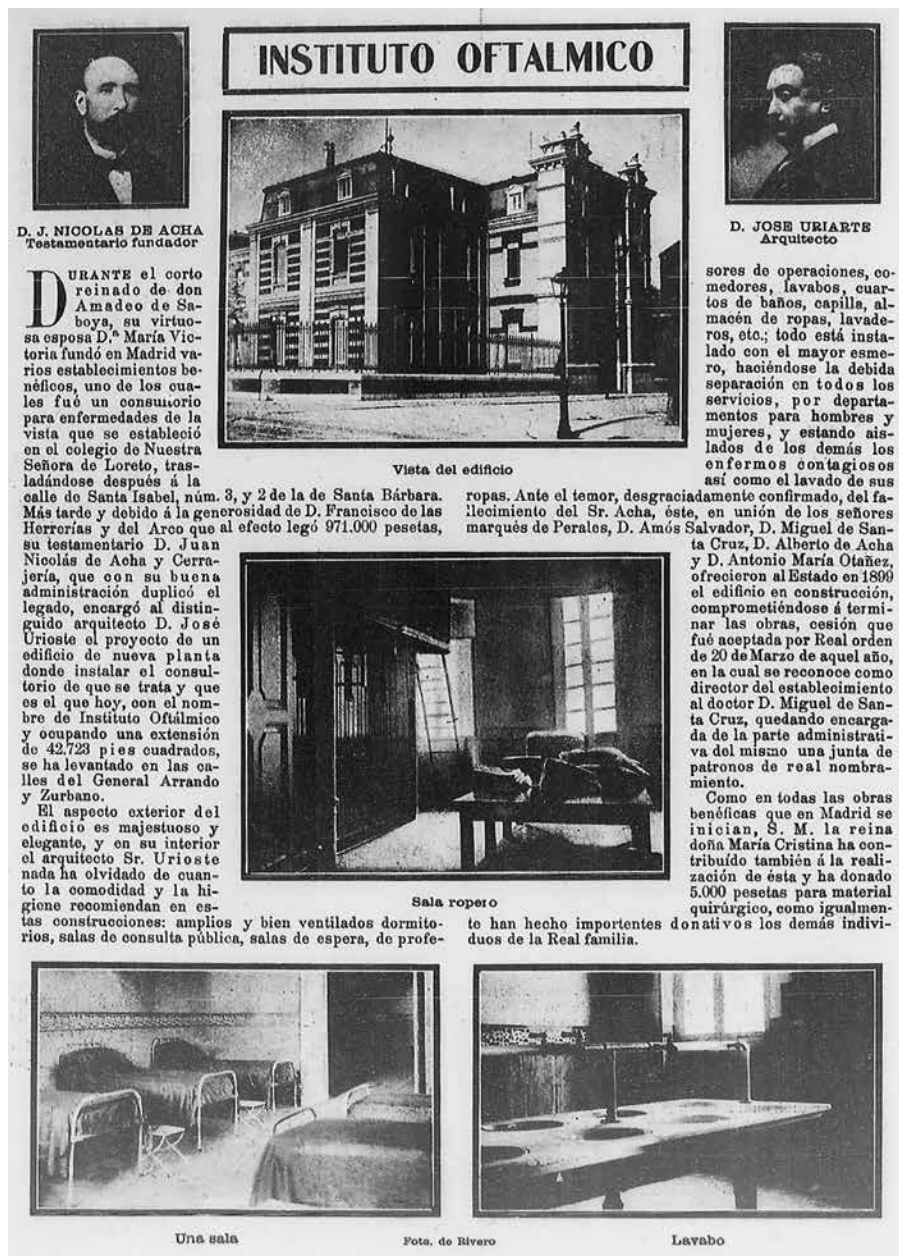 INSTITUTO OFTALMICO
D. J. NICOLAS DE ACHA
Testamentario fundador
D. JOSE URIARTE
Arquitecto
Vista del edificio
DURANTE el corto
reinado de don
Amadeo de Sa-
boya, su virtuo-
sa esposa D.ª María Vic-
toria fundó en Madrid va-
rios establecimientos be-
néficos, uno de los cua-
les fué un consultorio
para enfermedades de la
vista que se estableció
en el colegio de Nuestra
Señora de Loreto, tras-
ladándose después á la
calle de Santa Isabel, núm. 3, y 2 de la de Santa Bárbara.
Más tarde y debido á la generosidad de D. Francisco de las
Herrerías y del Arco que al efecto legó 971.000 pesetas,
su testamentario D. Juan
Nicolás de Acha y Cerra-
jería, que con su buena
administración duplicó el
legado, encargó al distin-
guido arquitecto D. José
Urioste el proyecto de un
edificio de nueva planta
donde instalar el consul-
torio de que se trata y que
es el que hoy, con el nom-
bre de Instituto Oftálmico
y ocupando una extensión
de 42.723 pies cuadrados,
se ha levantado en las ca-
lles del General Arrando
y Zurbano.
El aspecto exterior del
edificio es majestuoso y
elegante, y en su interior
el arquitecto Sr. Urioste
nada ha olvidado de cuan-
to la comodidad y la hi-
giene recomiendan en es-
tas construcciones: amplios y bien ventilados dormito-
rios, salas de consulta pública, salas de espera, de profe-
sores de operaciones, co-
medores, lavabos, cuar-
tos de baños, capilla, al-
macén de ropas, lavade-
ros, etc.; todo está insta-
lado con el mayor esme-
ro, haciéndose la debida
separación en todos los
servicios, por departa-
mentos para hombres y
mujeres, y estando ais-
lados de los demás los
enfermos contagiosos
así como el lavado de sus
ropas. Ante el temor, desgraciadamente confirmado, del fa-
llecimiento del Sr. Acha, éste, en unión de los señores
marqués de Perales, D. Amós Salvador, D. Miguel de San-
ta Cruz, D. Alberto de Acha
y D. Antonio María Otañez,
ofrecieron al Estado en 1899
el edificio en construcción,
comprometiéndose á termi-
nar las obras, cesión que
fué aceptada por Real orden
de 20 de Marzo de aquel año,
en la cual se reconoce como
director del establecimiento
al doctor D. Miguel de San-
ta Cruz, quedando encarga-
da de la parte administrati-
va del mismo una junta de
patronos de real nombra-
miento.
Como en todas las obras
benéficas que en Madrid se
inician, S. M. la reina
doña María Cristina ha con-
tribuído también á la reali-
zación de ésta y ha donado
5.000 pesetas para material
quirúrgico, como igualmen-
te han hecho importentes donativos los demás indivi-
duos de la Real familia.
Sala ropero
Una sala
Foto. de Rivero
Lavabo